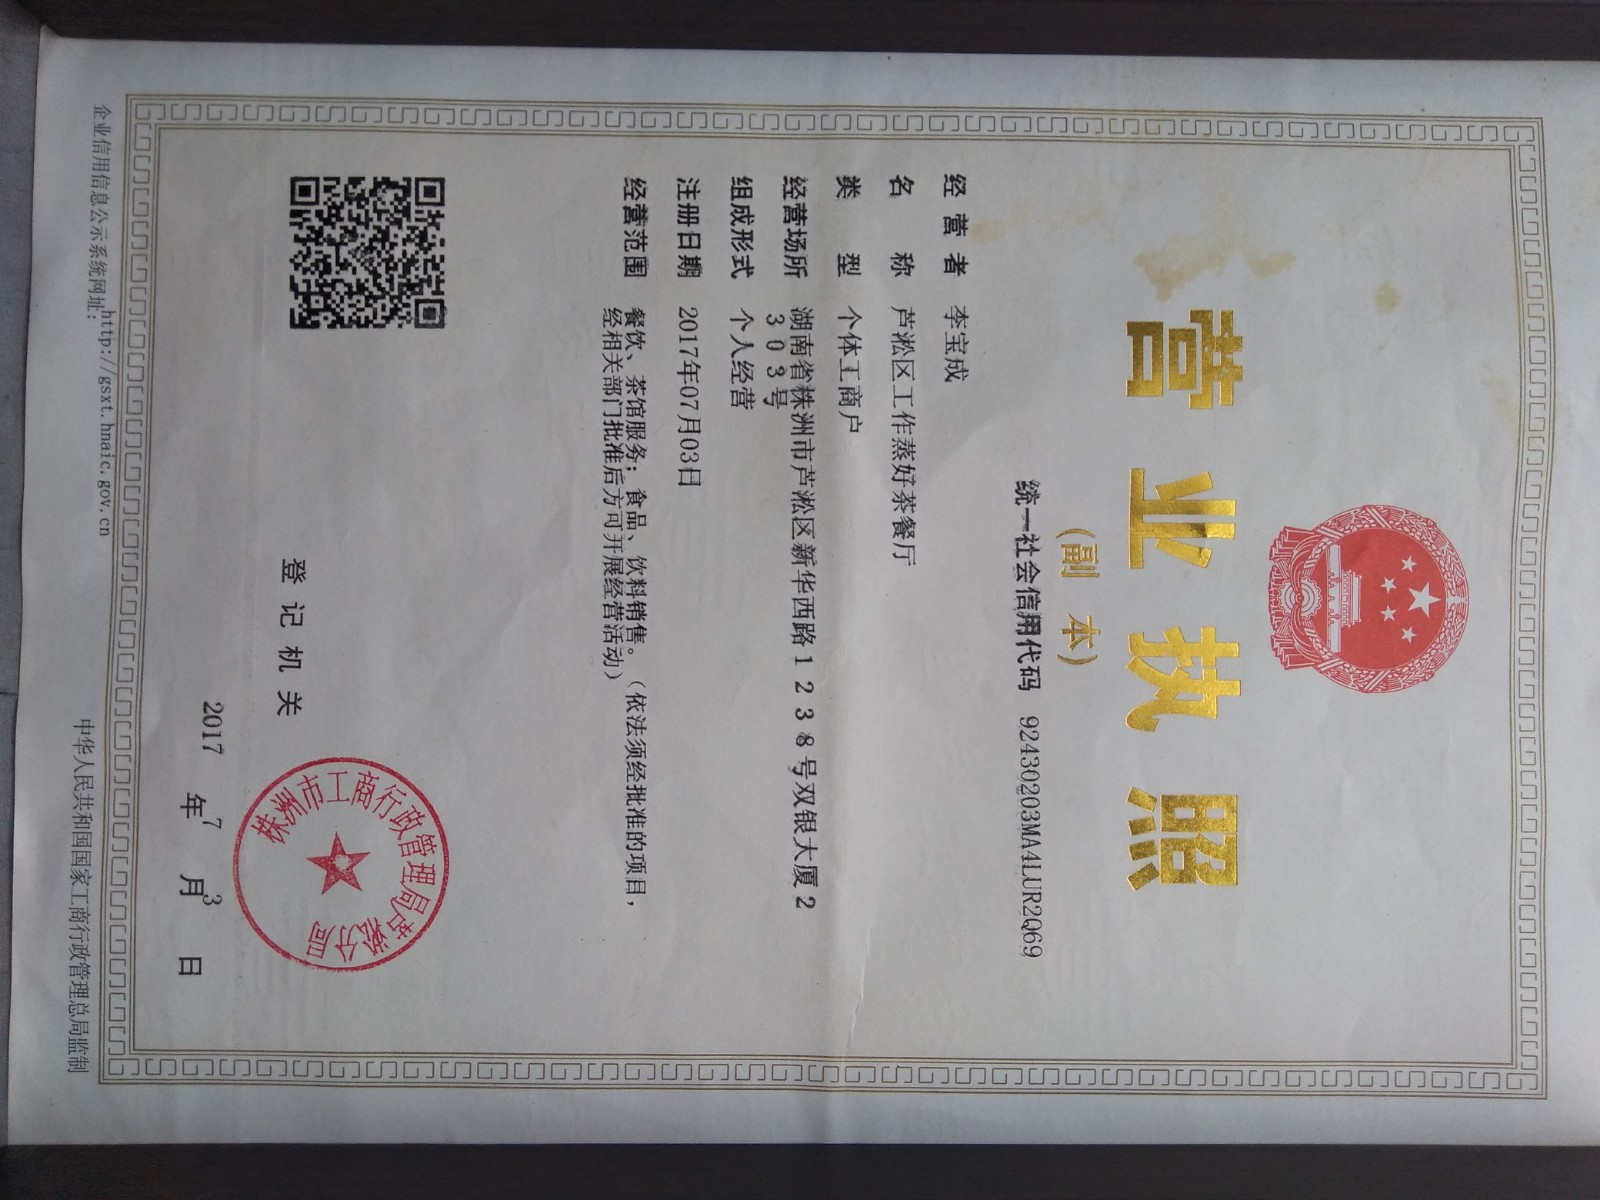 营业执照
（副 本）
统一社会信用代码 92430203MA4LUR2Q69
经营者 李宝成
名称 芦淞区工作蒸好茶餐厅
类型 个体工商户
经营场所 湖南省株洲市芦淞区新华西路１２３８号双银大厦２
３０３号
组成形式 个人经营
注册日期 2017年07月03日
经营范围 餐饮、茶馆服务；食品、饮料销售。（依法须经批准的项目，
经相关部门批准后方可开展经营活动）
登记机关
株洲市工商行政管理局芦淞分局
2017 年 7 月 3 日
企业信用信息公示系统网址：http://gsxt.hnaic.gov.cn
中华人民共和国国家工商行政管理总局监制